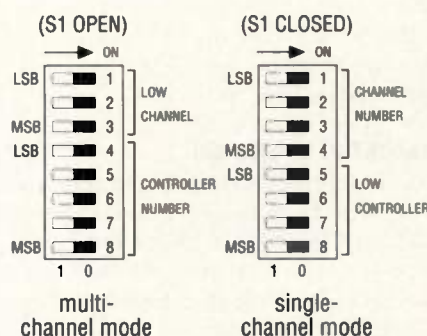 (S1 OPEN)
ON
LSB 1
2
MSB 3
LSB 4
5
6
7
MSB 8
LOW
CHANNEL
CONTROLLER
NUMBER
1 0
multi-
channel mode
(S1 CLOSED)
ON
LSB 1
2
3
MSB 4
LSB 5
6
7
MSB 8
CHANNEL
NUMBER
LOW
CONTROLLER
1 0
single-
channel mode